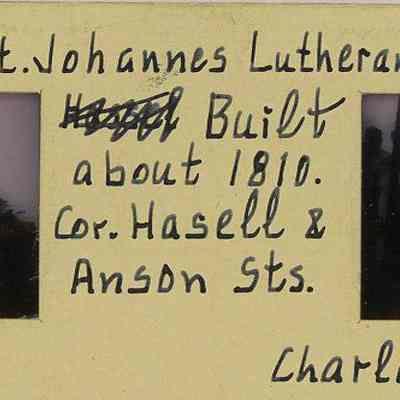 t. Johannes Lutheran
Built
about 1810.
Cor. Hasell &
Anson Sts.
Charl